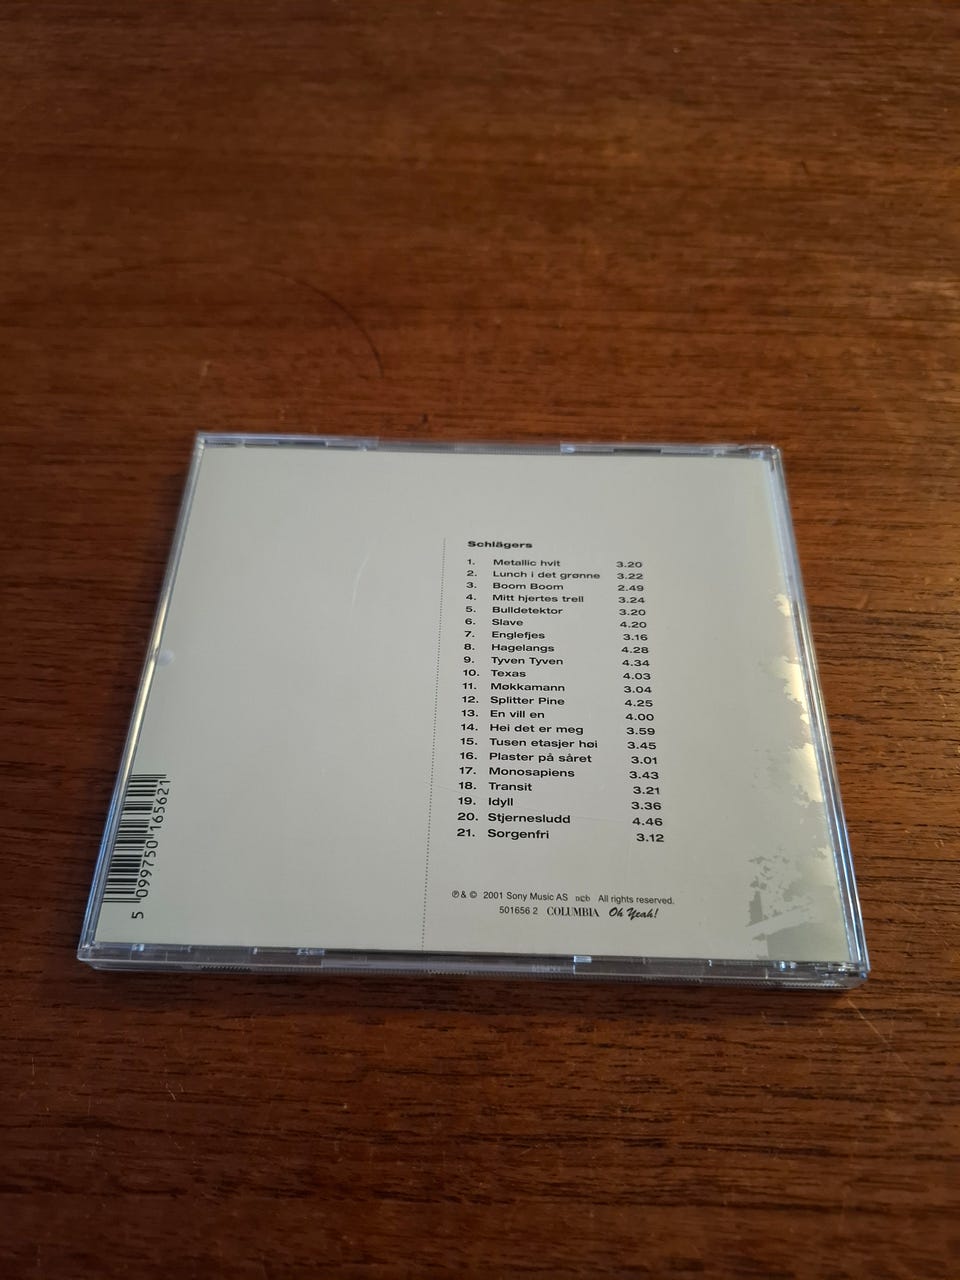 Schlägers
1. Metallic hvit 3.20
2. Lunch i det grønne 3.22
3. Boom Boom 2.49
4. Mitt hjertes trell 3.24
5. Bulldetektor 3.20
6. Slave 4.20
7. Englefjes 3.16
8. Hagelangs 4.28
9. Tyven Tyven 4.34
10. Texas 4.03
11. Møkkamann 3.04
12. Splitter Pine 4.25
13. En vill en 4.00
14. Hei det er meg 3.59
15. Tusen etasjer høi 3.45
16. Plaster på såret 3.01
17. Monosapiens 3.43
18. Transit 3.21
19. Idyll 3.36
20. Stjernesludd 4.46
21. Sorgenfri 3.12
℗ & © 2001 Sony Music AS ncb All rights reserved.
501656 2 COLUMBIA Oh Yeah!
5 099750 165621